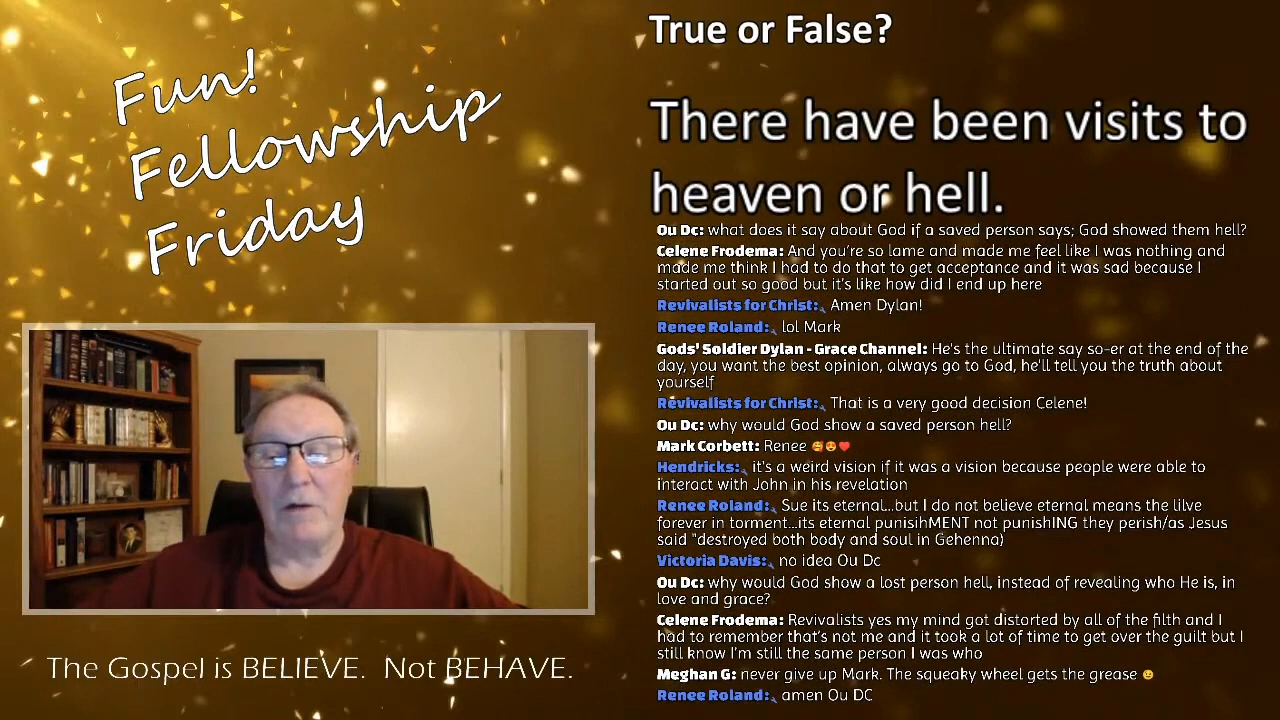 Fun!
Fellowship
Friday
The Gospel is BELIEVE.  Not BEHAVE.
True or False?
There have been visits to
heaven or hell.
Ou Dc: what does it say about God if a saved person says; God showed them hell?
Celene Frodema: And you're so lame and made me feel like I was nothing and
made me think I had to do that to get acceptance and it was sad because I
started out so good but it's like how did I end up here
Revivalists for Christ: Amen Dylan!
Renee Roland: lol Mark
Gods' Soldier Dylan - Grace Channel: He's the ultimate say so-er at the end of the
day, you want the best opinion, always go to God, he'll tell you the truth about
yourself
Revivalists for Christ: That is a very good decision Celene!
Ou Dc: why would God show a saved person hell?
Mark Corbett: Renee 🥰😍❤️
Hendricks: it's a weird vision if it was a vision because people were able to
interact with John in his revelation
Renee Roland: Sue its eternal...but I do not believe eternal means the lilve
forever in torment...its eternal punisihMENT not punishING they perish/as Jesus
said "destroyed both body and soul in Gehenna)
Victoria Davis: no idea Ou Dc
Ou Dc: why would God show a lost person hell, instead of revealing who He is, in
love and grace?
Celene Frodema: Revivalists yes my mind got distorted by all of the filth and I
had to remember that's not me and it took a lot of time to get over the guilt but I
still know I'm still the same person I was who
Meghan G: never give up Mark. The squeaky wheel gets the grease 😉
Renee Roland: amen Ou DC